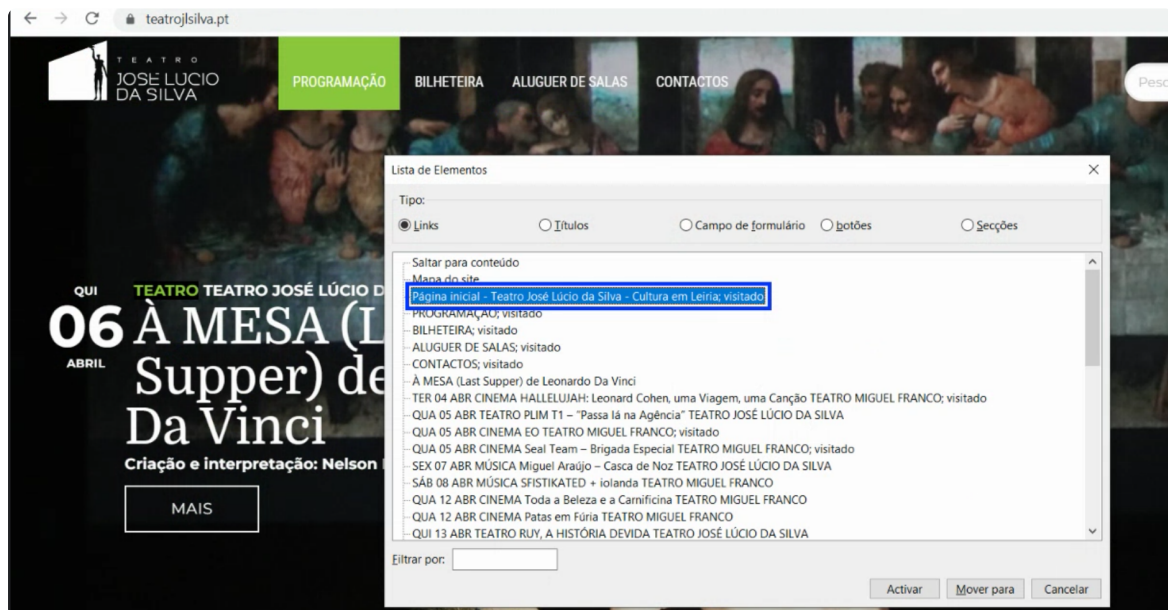 teatrojlsilva.pt
TEATRO
JOSE LUCIO
DA SILVA
PROGRAMAÇÃO BILHETEIRA ALUGUER DE SALAS CONTACTOS
Pesq
Lista de Elementos
Tipo:
Links Títulos Campo de formulário botões Secções
Saltar para conteúdo
Mapa do site
Página inicial - Teatro José Lúcio da Silva - Cultura em Leiria; visitado
PROGRAMAÇÃO; visitado
BILHETEIRA; visitado
ALUGUER DE SALAS; visitado
CONTACTOS; visitado
À MESA (Last Supper) de Leonardo Da Vinci
TER 04 ABR CINEMA HALLELUJAH: Leonard Cohen, uma Viagem, uma Canção TEATRO MIGUEL FRANCO; visitado
QUA 05 ABR TEATRO PLIM T1 – "Passa lá na Agência" TEATRO JOSÉ LÚCIO DA SILVA
QUA 05 ABR CINEMA EO TEATRO MIGUEL FRANCO; visitado
QUA 05 ABR CINEMA Seal Team – Brigada Especial TEATRO MIGUEL FRANCO; visitado
SEX 07 ABR MÚSICA Miguel Araújo – Casca de Noz TEATRO JOSÉ LÚCIO DA SILVA
SÁB 08 ABR MÚSICA SFISTIKATED + iolanda TEATRO MIGUEL FRANCO
QUA 12 ABR CINEMA Toda a Beleza e a Carnificina TEATRO MIGUEL FRANCO
QUA 12 ABR CINEMA Patas em Fúria TEATRO MIGUEL FRANCO
QUI 13 ABR TEATRO RUY, A HISTÓRIA DEVIDA TEATRO JOSÉ LÚCIO DA SILVA
Filtrar por:
Activar Mover para Cancelar
QUI
06
ABRIL
TEATRO TEATRO JOSÉ LÚCIO D
À MESA (L
Supper) de
Da Vinci
Criação e interpretação: Nelson
MAIS